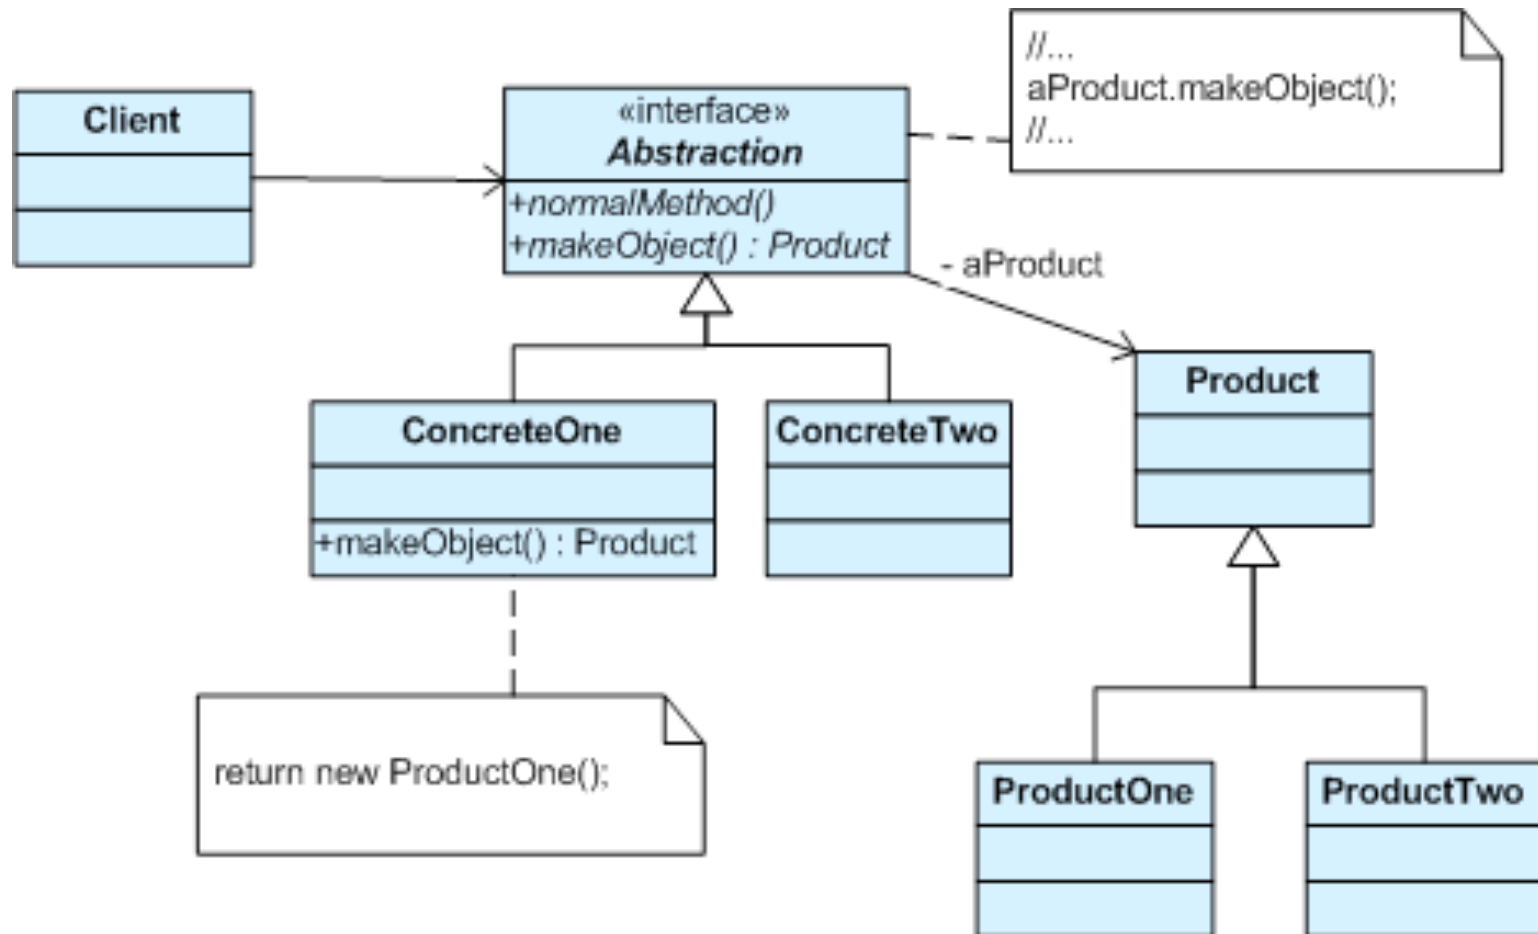 Client
«interface»
Abstraction
+normalMethod()
+makeObject() : Product
//...
aProduct.makeObject();
//...
- aProduct
ConcreteOne
+makeObject() : Product
ConcreteTwo
Product
return new ProductOne();
ProductOne
ProductTwo